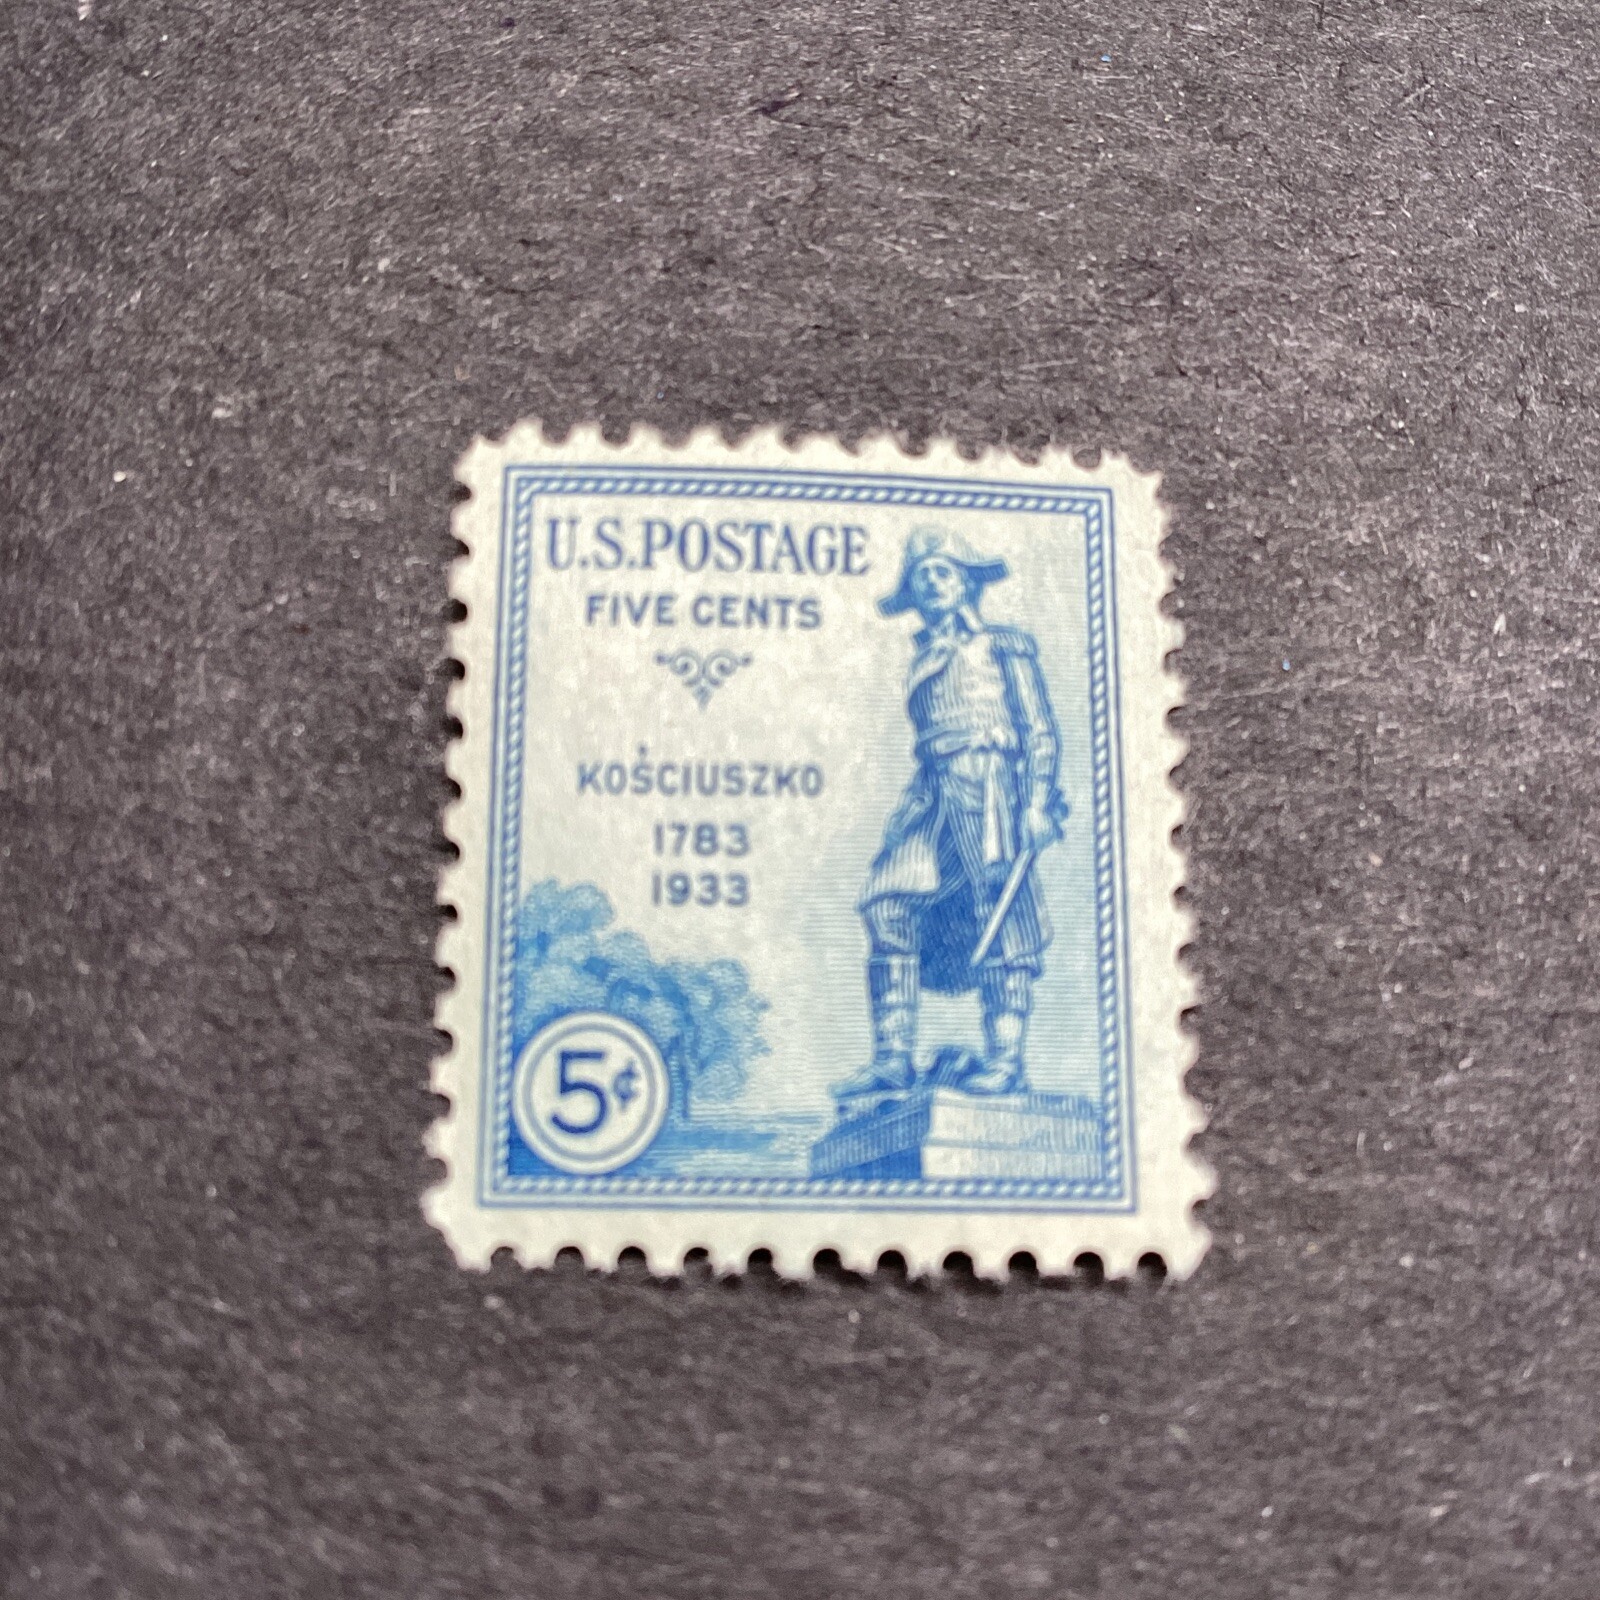 U.S.POSTAGE
FIVE CENTS
KOŚCIUSZKO
1783
1933
5¢